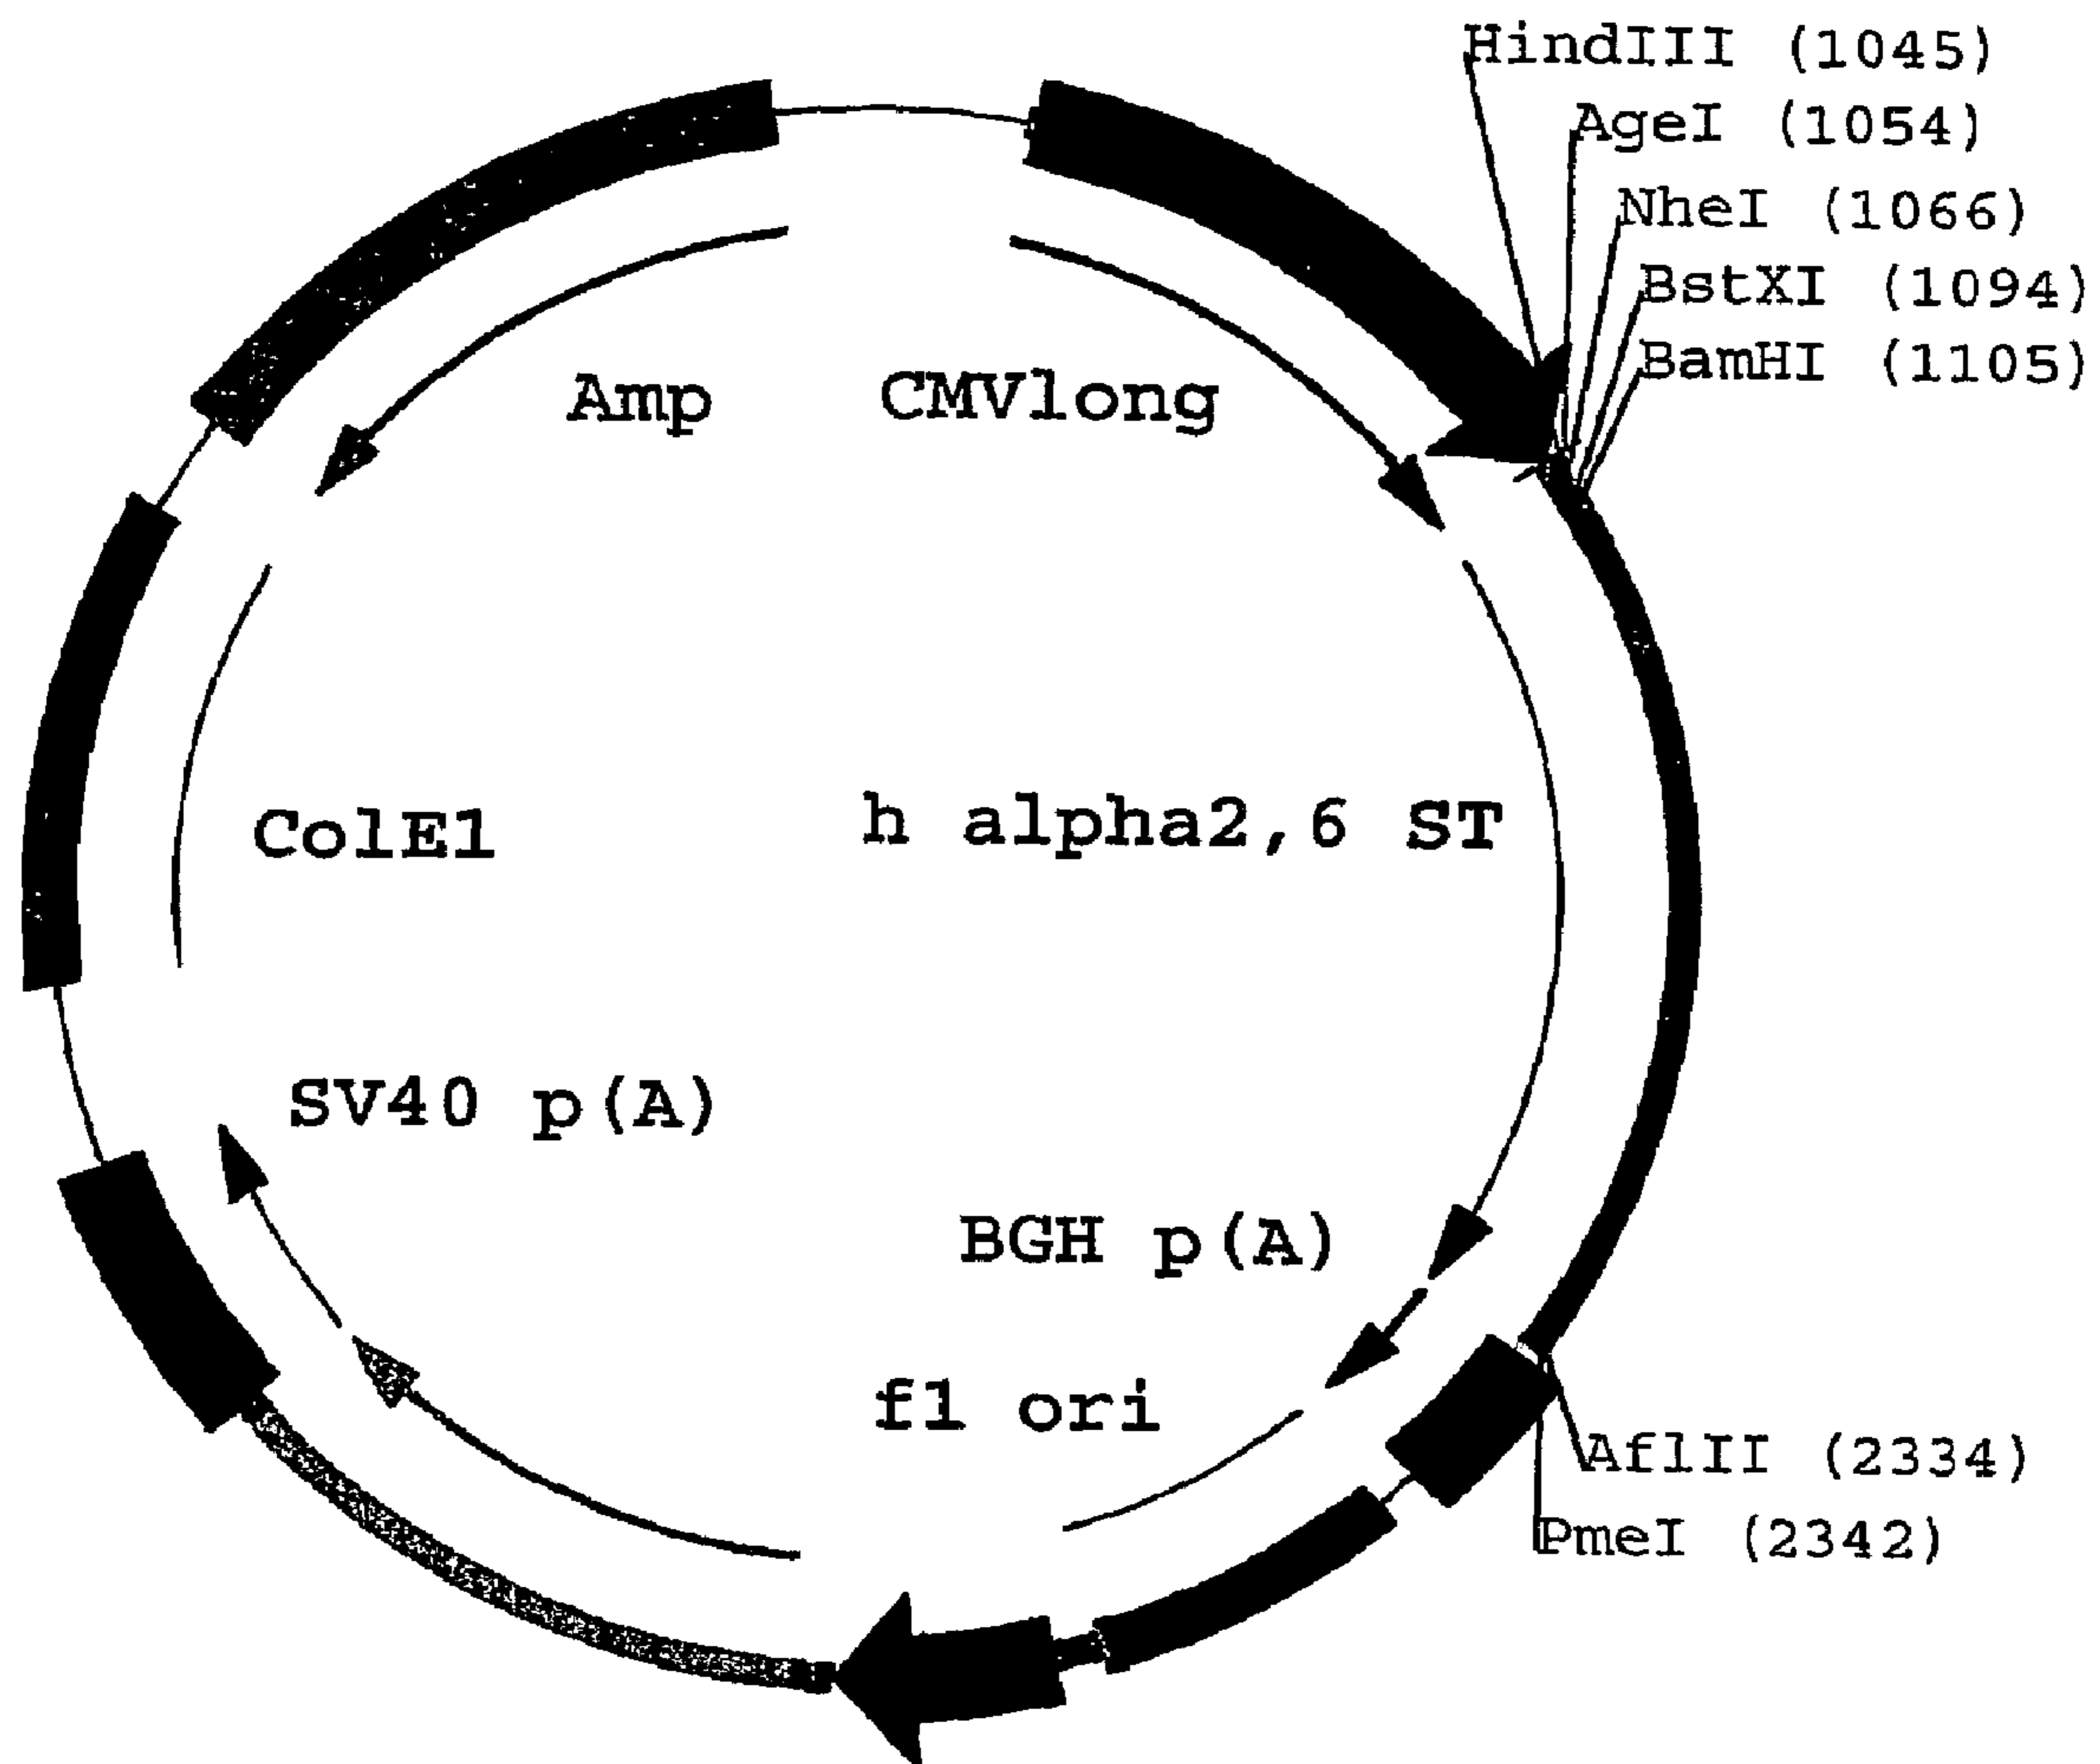 HindIII (1045)
AgeI (1054)
NheI (1066)
BstXI (1094)
BamHI (1105)
Amp
CMVlong
ColE1
h alpha2,6 ST
SV40 p(A)
BGH p(A)
f1 ori
AflII (2334)
PmeI (2342)